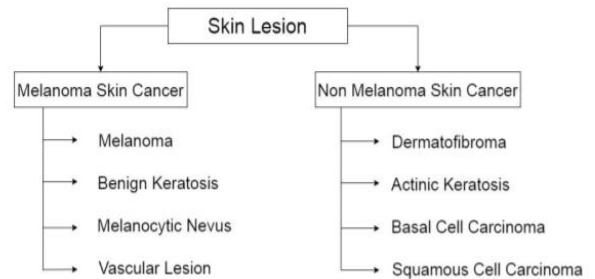 Skin Lesion
Melanoma Skin Cancer
Melanoma
Benign Keratosis
Melanocytic Nevus
Vascular Lesion
Non Melanoma Skin Cancer
Dermatofibroma
Actinic Keratosis
Basal Cell Carcinoma
Squamous Cell Carcinoma